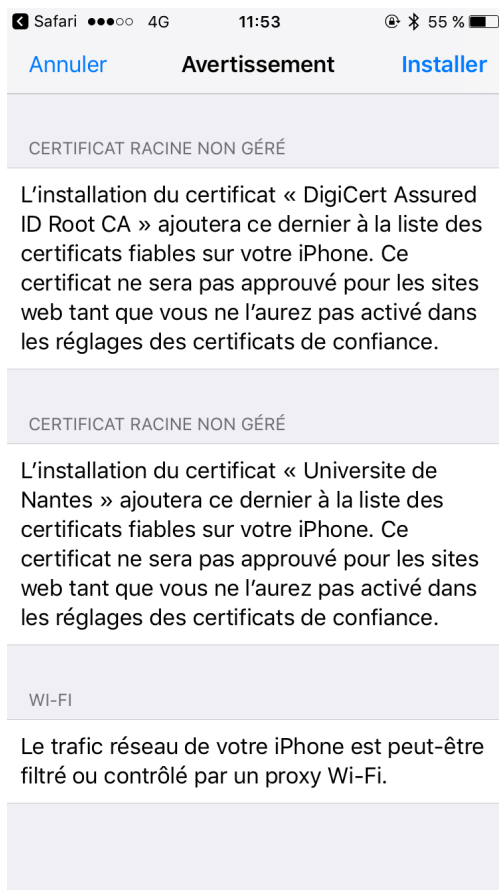 Safari 4G 11:53 55 %
Annuler Avertissement Installer
CERTIFICAT RACINE NON GÉRÉ
L’installation du certificat « DigiCert Assured
ID Root CA » ajoutera ce dernier à la liste des
certificats fiables sur votre iPhone. Ce
certificat ne sera pas approuvé pour les sites
web tant que vous ne l’aurez pas activé dans
les réglages des certificats de confiance.
CERTIFICAT RACINE NON GÉRÉ
L’installation du certificat « Universite de
Nantes » ajoutera ce dernier à la liste des
certificats fiables sur votre iPhone. Ce
certificat ne sera pas approuvé pour les sites
web tant que vous ne l’aurez pas activé dans
les réglages des certificats de confiance.
WI-FI
Le trafic réseau de votre iPhone est peut-être
filtré ou contrôlé par un proxy Wi-Fi.